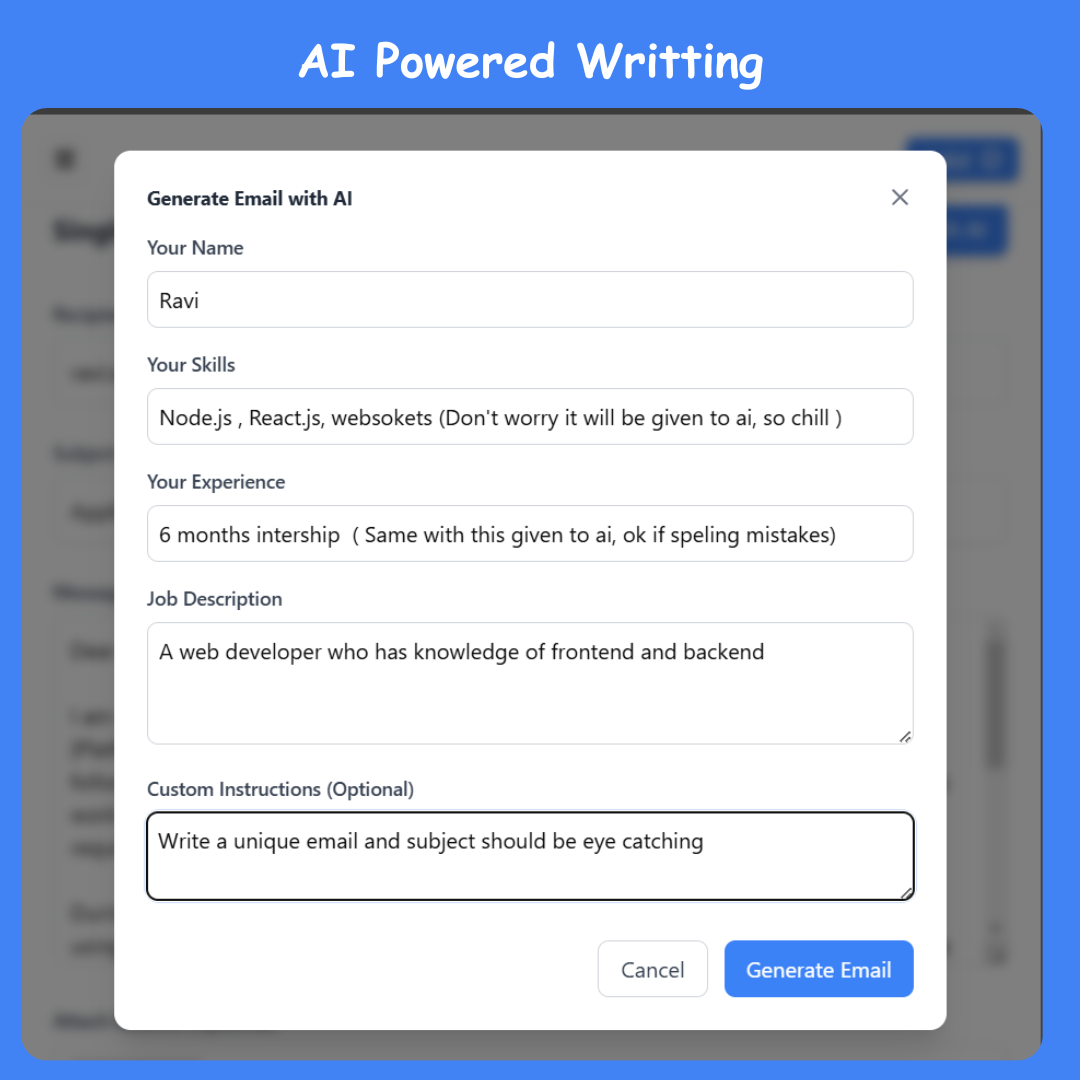 AI Powered Writting
Generate Email with AI
Your Name
Ravi
Your Skills
Node.js , React.js, websokets (Don't worry it will be given to ai, so chill )
Your Experience
6 months intership  ( Same with this given to ai, ok if speling mistakes)
Job Description
A web developer who has knowledge of frontend and backend
Custom Instructions (Optional)
Write a unique email and subject should be eye catching
Cancel
Generate Email